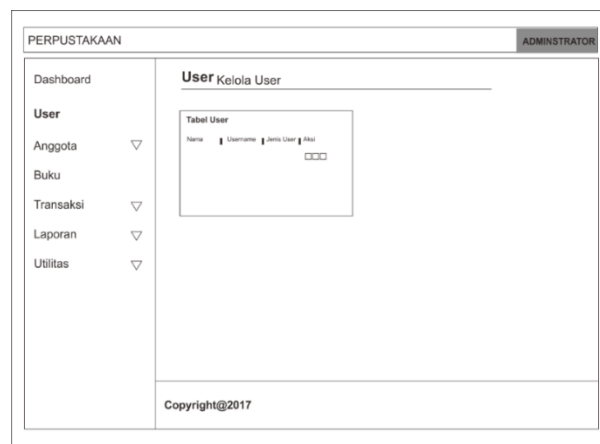 PERPUSTAKAAN
ADMINSTRATOR
Dashboard
User
Anggota
Buku
Transaksi
Laporan
Utilitas
User Kelola User
Tabel User
Nama Username Jenis User Aksi
Copyright@2017